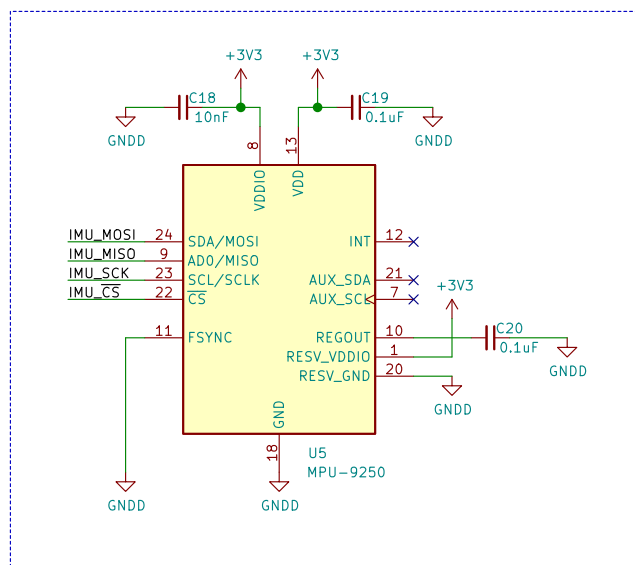 +3V3 +3V3
C18 C19
10nF 0.1uF
GNDD GNDD
8 13
VDDIO VDD
IMU_MOSI 24 SDA/MOSI INT 12
IMU_MISO 9 AD0/MISO
IMU_SCK 23 SCL/SCLK AUX_SDA 21
IMU_CS 22 CS AUX_SCL 7
+3V3
11 FSYNC REGOUT 10 C20
0.1uF
RESV_VDDIO 1
GNDD
RESV_GND 20
GNDD
GND
18
U5
MPU-9250
GNDD GNDD